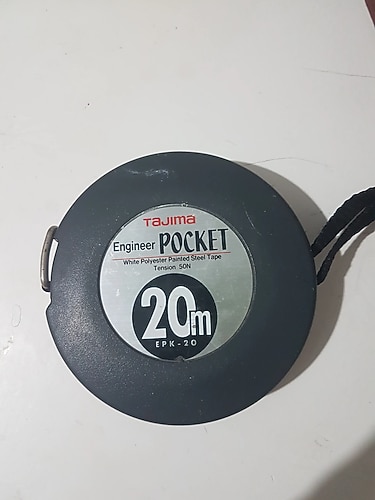 TAJIMA
Engineer POCKET
White Polyester Painted Steel Tape
Tension 50N
20m
EPK-20